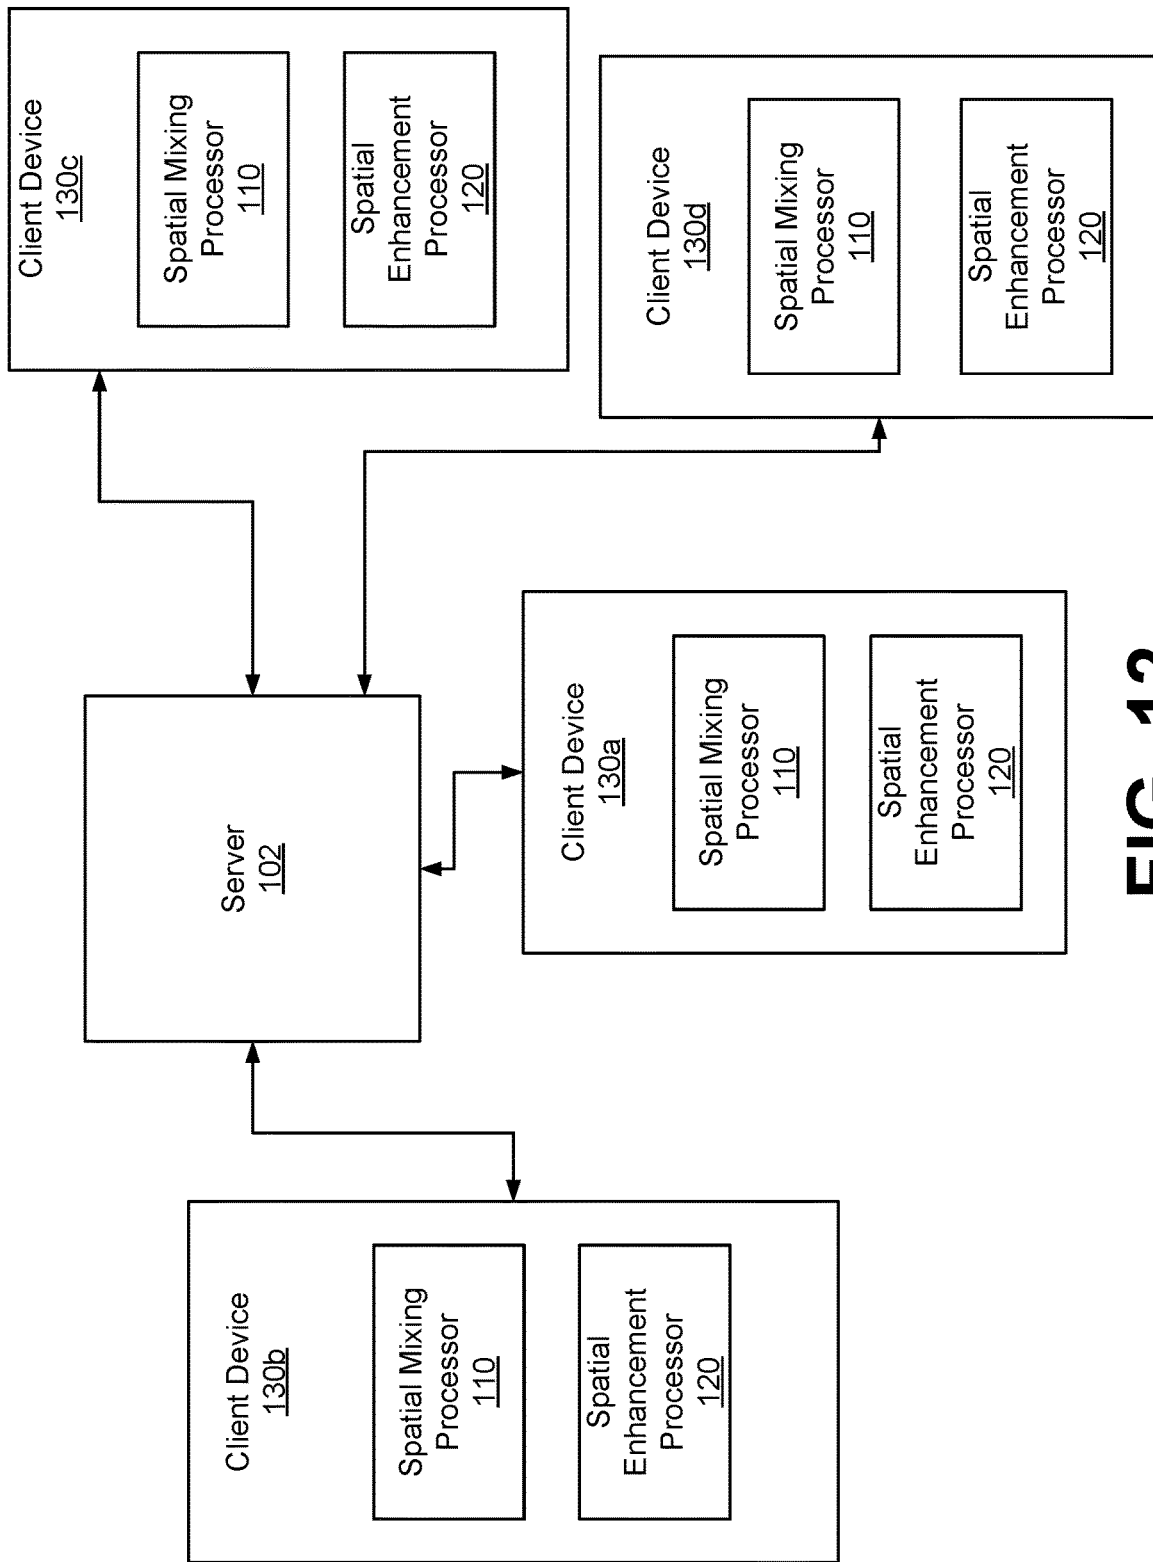 Client Device
130b
Spatial Mixing
Processor
110
Spatial
Enhancement
Processor
120
Server
102
Client Device
130a
Spatial Mixing
Processor
110
Spatial
Enhancement
Processor
120
Client Device
130c
Spatial Mixing
Processor
110
Spatial
Enhancement
Processor
120
Client Device
130d
Spatial Mixing
Processor
110
Spatial
Enhancement
Processor
120
FIG